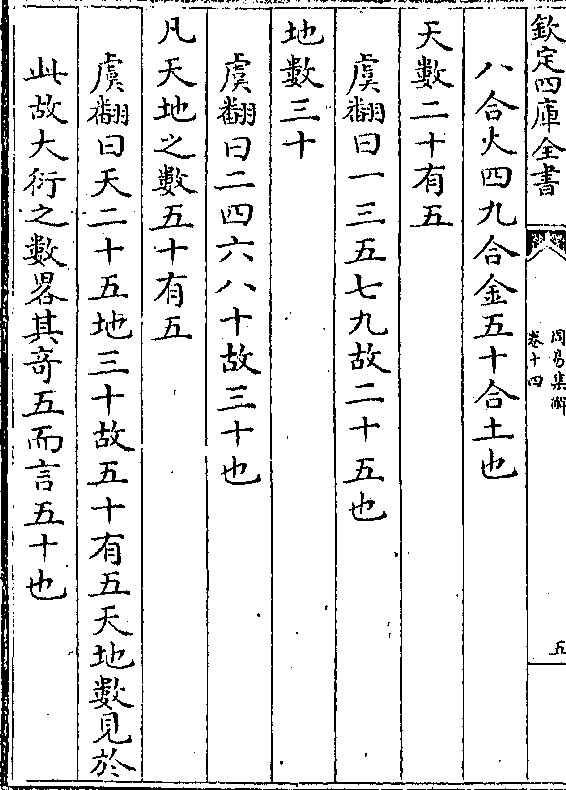 欽定四庫全書
周易集解
卷十四
五
八合火四九合金五十合土也
天數二十有五
虞翻曰一三五七九故二十五也
地數三十
虞翻曰二四六八十故三十也
凡天地之數五十有五
虞翻曰天二十五地三十故五十有五天地數見於
此故大衍之數畧其奇五而言五十也